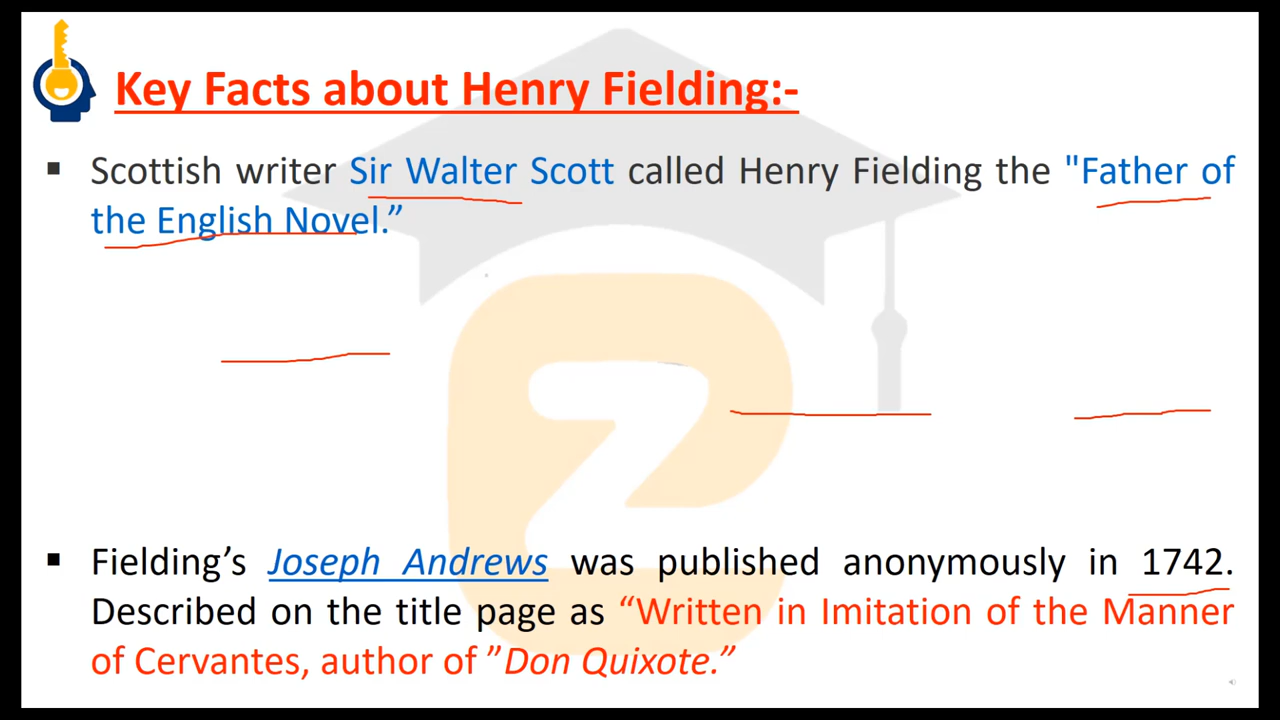 Key Facts about Henry Fielding:-
▪ Scottish writer Sir Walter Scott called Henry Fielding the "Father of
the English Novel.”
▪ Fielding’s Joseph Andrews was published anonymously in 1742.
Described on the title page as “Written in Imitation of the Manner
of Cervantes, author of ”Don Quixote.”